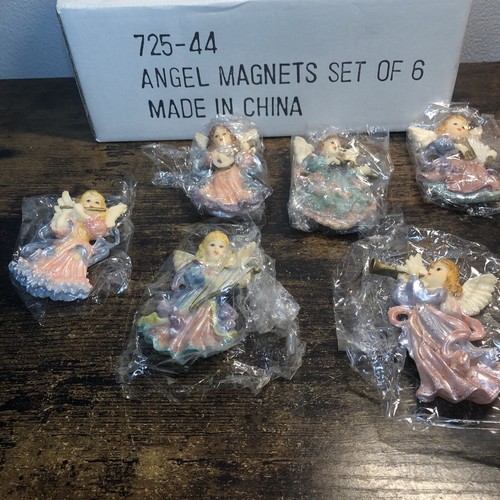 725-44
ANGEL MAGNETS SET OF 6
MADE IN CHINA